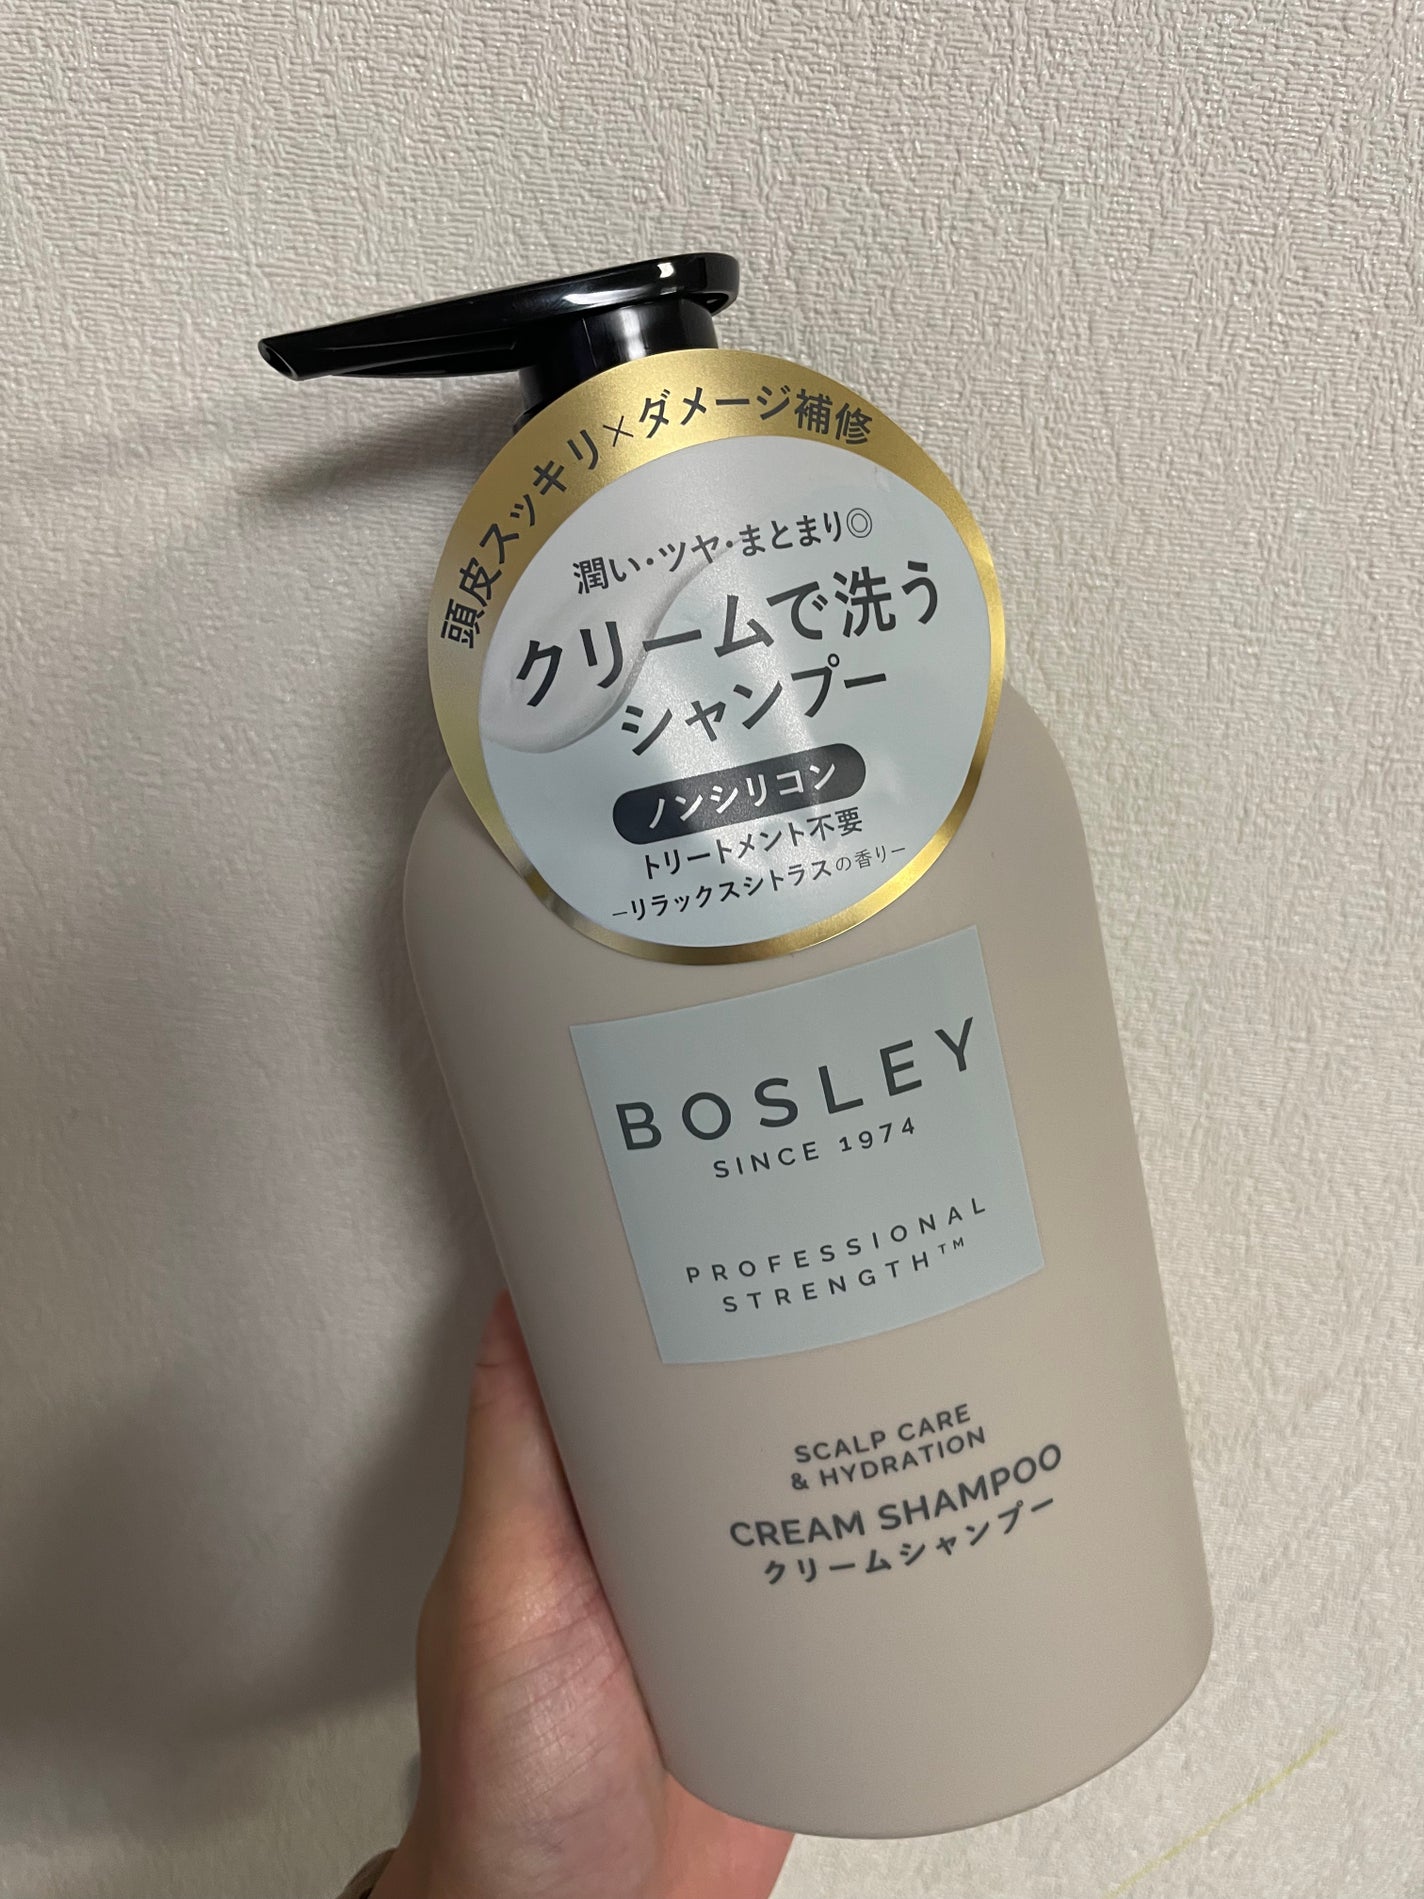 頭皮スッキリ×ダメージ補修
潤い・ツヤ・まとまり◎
クリームで洗う
シャンプー
ノンシリコン
トリートメント不要
−リラックスシトラスの香り−
BOSLEY
SINCE 1974
PROFESSIONAL
STRENGTH™
SCALP CARE
& HYDRATION
CREAM SHAMPOO
クリームシャンプー